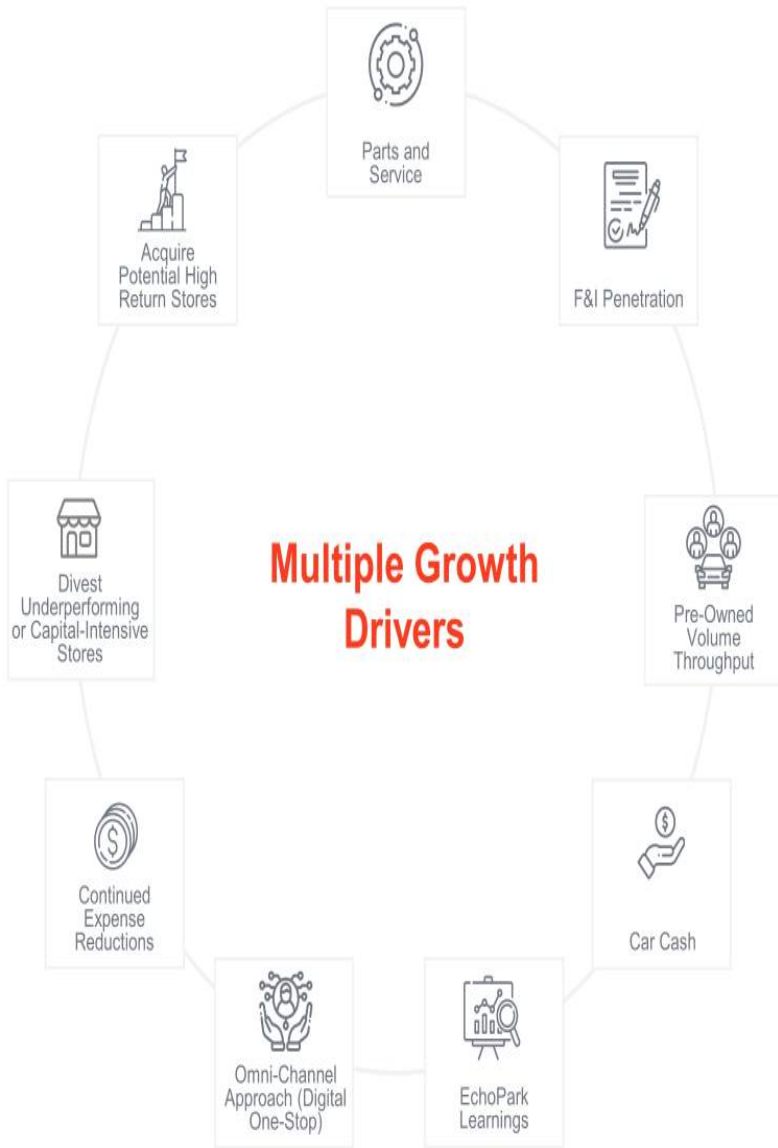 Parts and
Service
F&I Penetration
Pre-Owned
Volume
Throughput
Car Cash
EchoPark
Learnings
Omni-Channel
Approach (Digital
One-Stop)
Continued
Expense
Reductions
Divest
Underperforming
or Capital-Intensive
Stores
Acquire
Potential High
Return Stores
Multiple Growth
Drivers